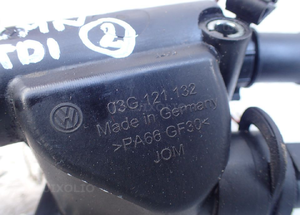 TDI 2
03G.121.132
Made in Germany
>PA66 GF30<
JOM